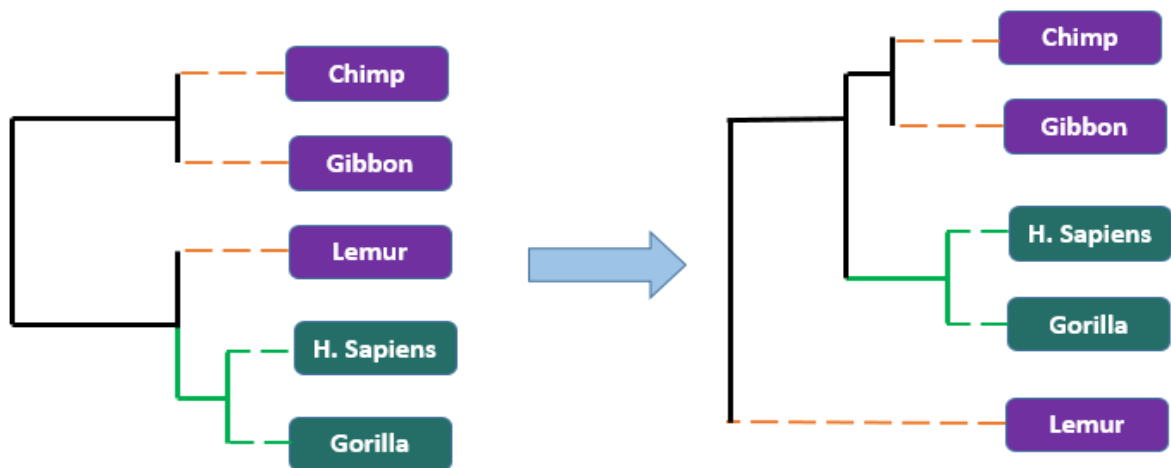 Chimp
Gibbon
Lemur
H. Sapiens
Gorilla
Chimp
Gibbon
H. Sapiens
Gorilla
Lemur